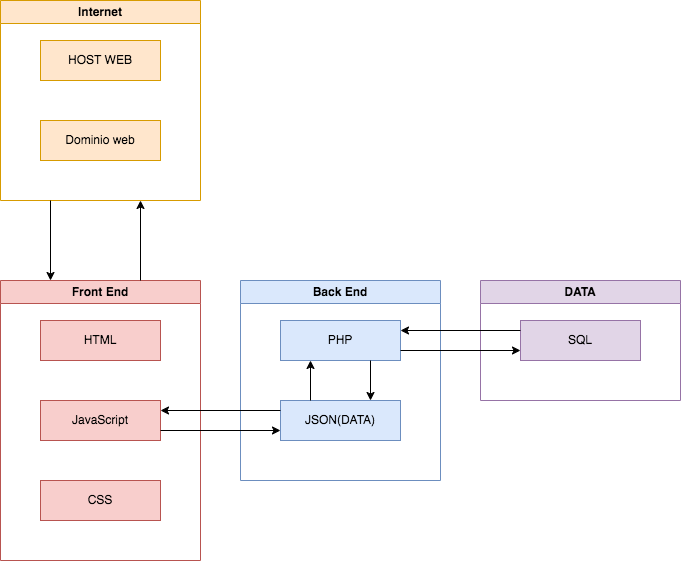 Internet
HOST WEB
Dominio web
Front End
HTML
JavaScript
CSS
Back End
PHP
JSON(DATA)
DATA
SQL